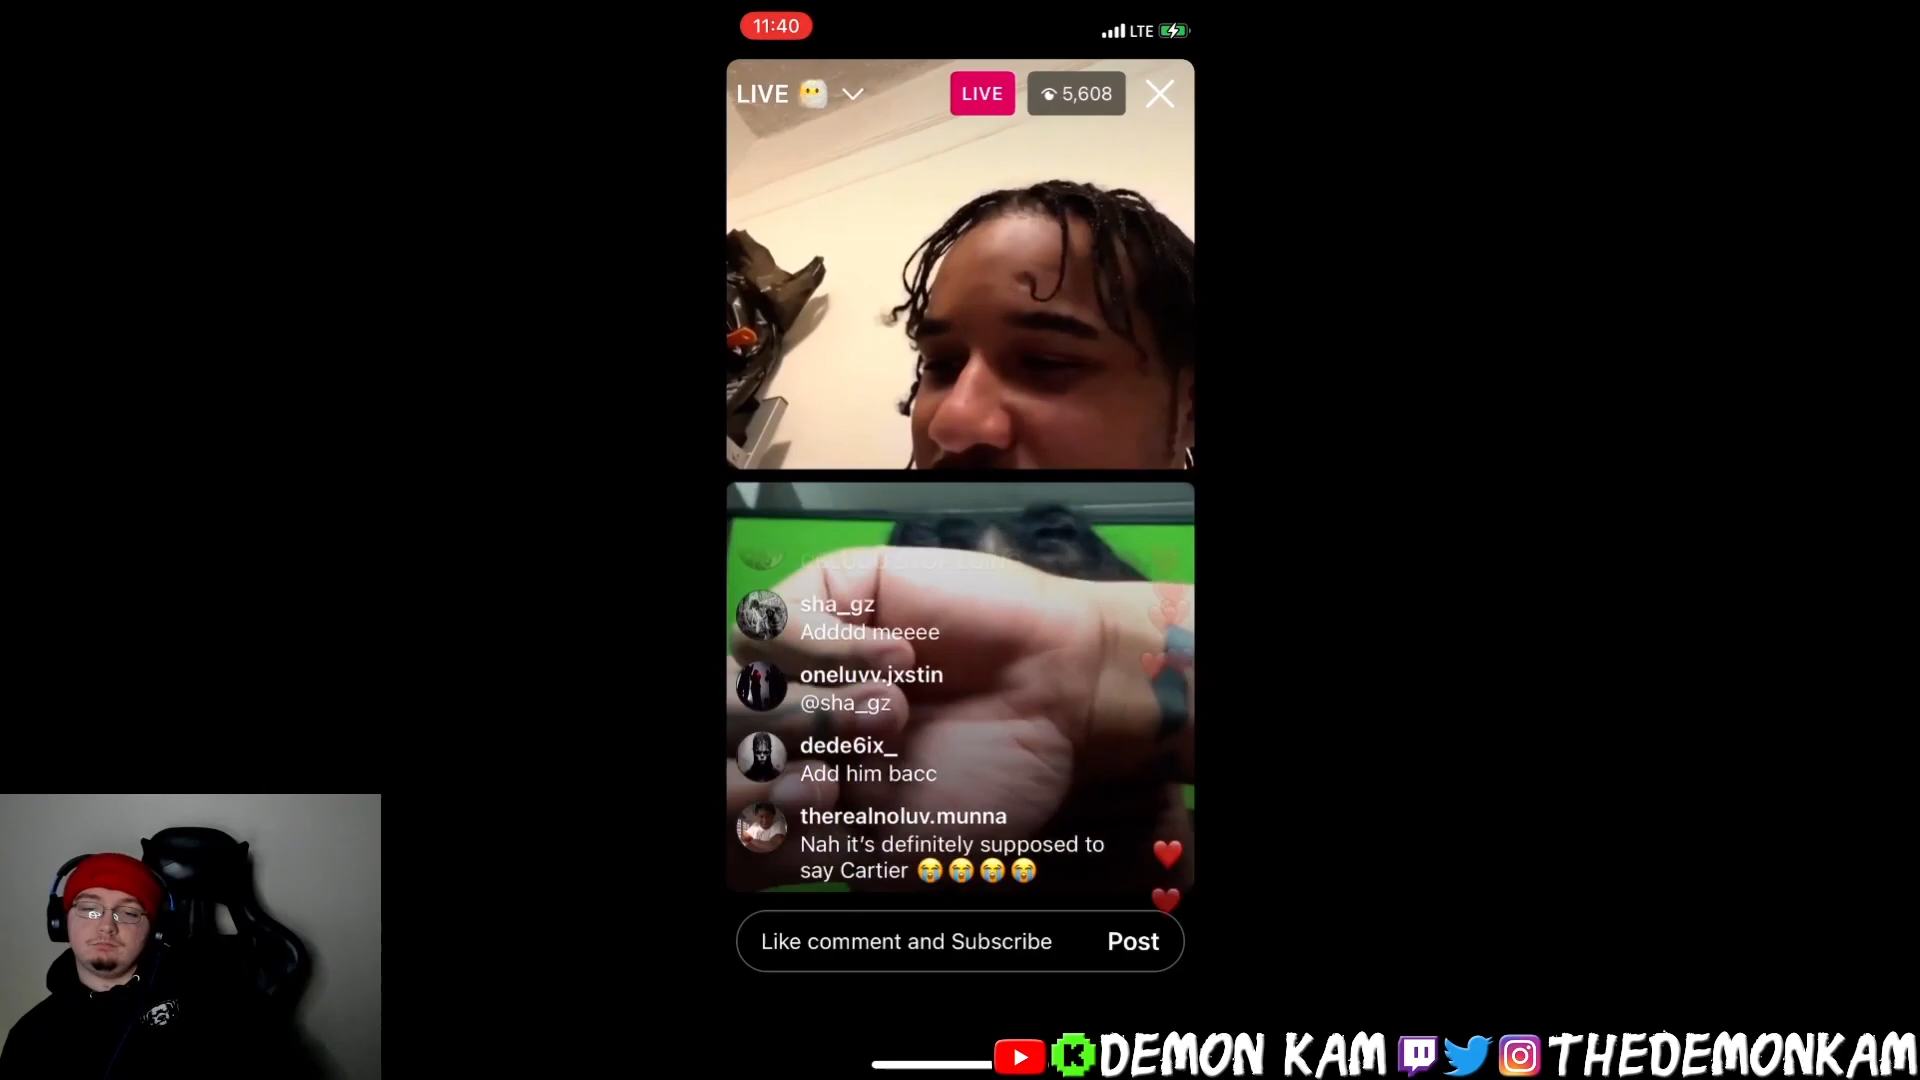 11:40
LTE
LIVE
LIVE
5,608
sha_gz
Adddd meeee
oneluvv.jxstin
@sha_gz
dede6ix_
Add him bacc
therealnoluv.munna
Nah it's definitely supposed to
say Cartier 😭😭😭😭
Like comment and Subscribe
Post
DEMON KAM
THEDEMONKAM